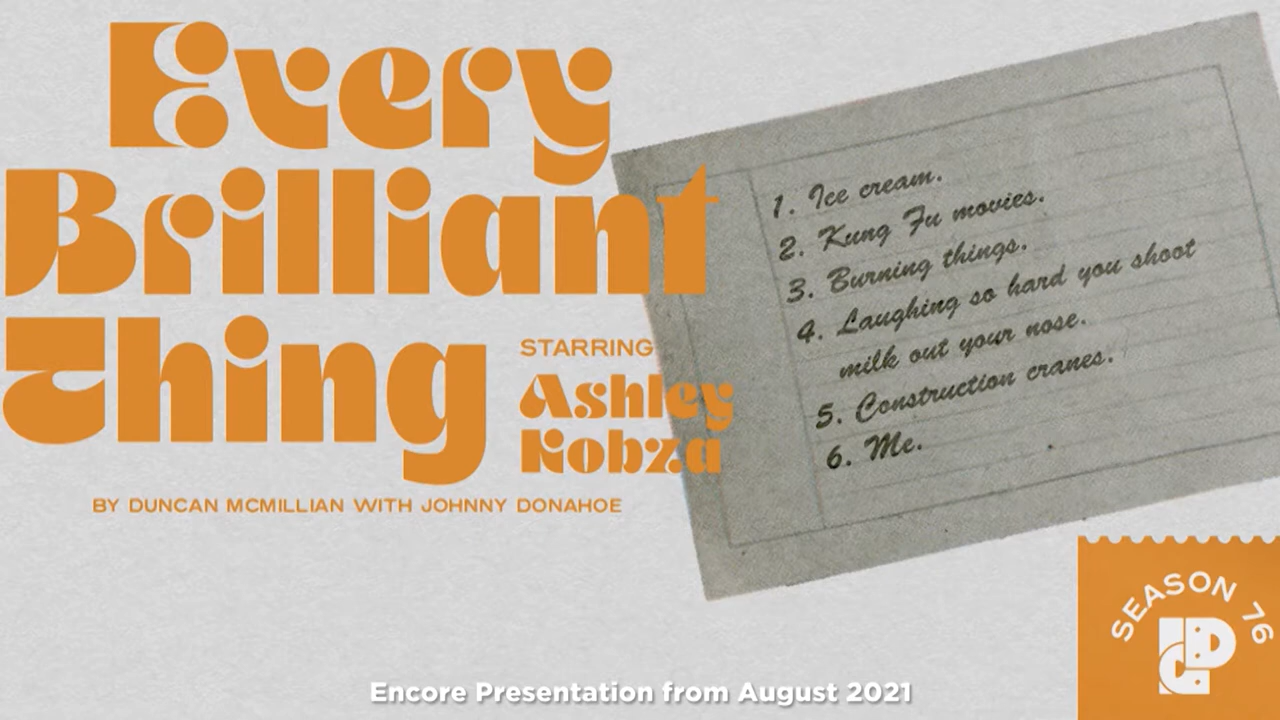 Every
Brilliant
Thing
STARRING
Ashley
Kobza
BY DUNCAN MCMILLIAN WITH JOHNNY DONAHOE
1. Ice cream.
2. Kung Fu movies.
3. Burning things.
4. Laughing so hard you shoot
milk out your nose.
5. Construction cranes.
6. Me.
SEASON 76
Encore Presentation from August 2021